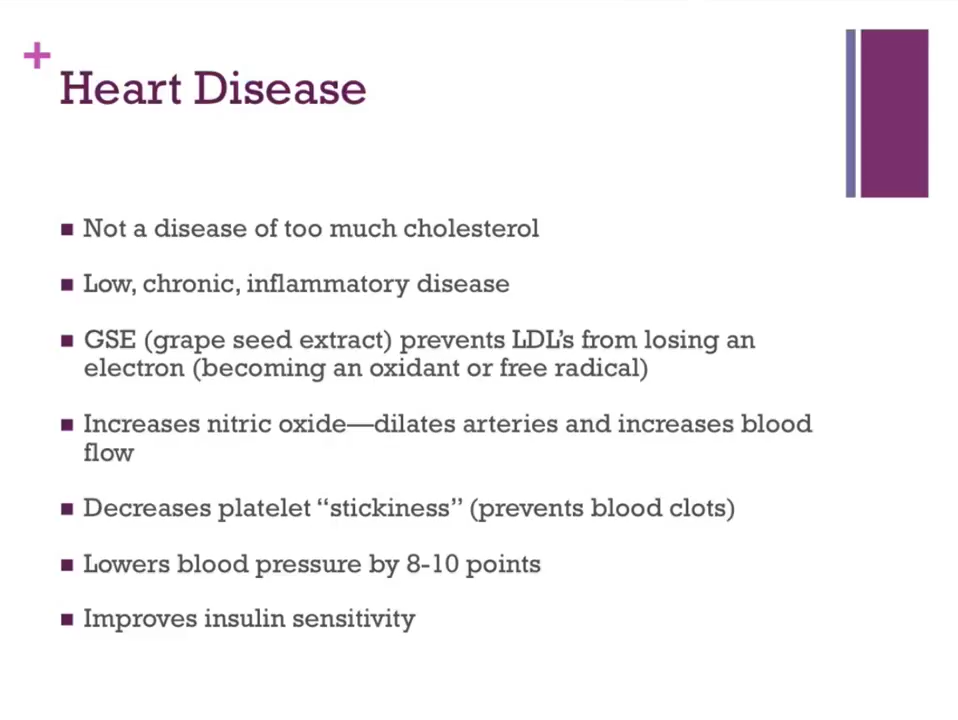 +
Heart Disease
■ Not a disease of too much cholesterol
■ Low, chronic, inflammatory disease
■ GSE (grape seed extract) prevents LDL’s from losing an
electron (becoming an oxidant or free radical)
■ Increases nitric oxide—dilates arteries and increases blood
flow
■ Decreases platelet “stickiness” (prevents blood clots)
■ Lowers blood pressure by 8-10 points
■ Improves insulin sensitivity